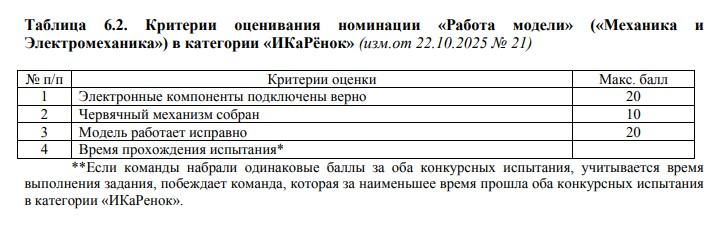 Таблица 6.2. Критерии оценивания номинации «Работа модели» («Механика и
Электромеханика») в категории «ИКаРёнок» (изм.от 22.10.2025 № 21)
№ п/п Критерии оценки Макс. балл
1 Электронные компоненты подключены верно 20
2 Червячный механизм собран 10
3 Модель работает исправно 20
4 Время прохождения испытания*
**Если команды набрали одинаковые баллы за оба конкурсных испытания, учитывается время
выполнения задания, побеждает команда, которая за наименьшее время прошла оба конкурсных испытания
в категории «ИКаРенок».